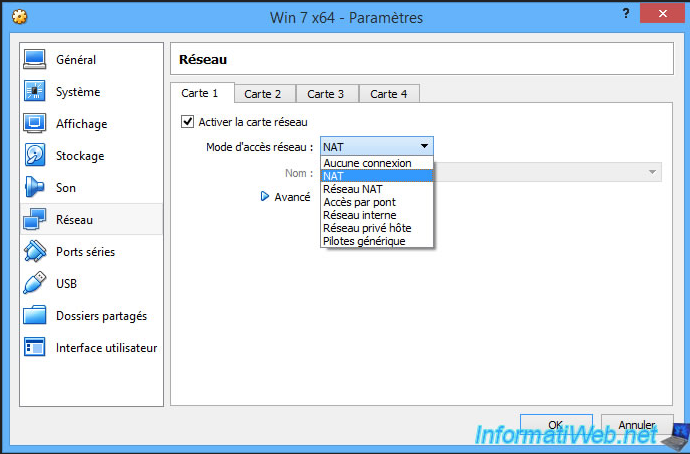 Win 7 x64 - Paramètres
?
Général
Système
Affichage
Stockage
Son
Réseau
Ports séries
USB
Dossiers partagés
Interface utilisateur
Réseau
Carte 1 Carte 2 Carte 3 Carte 4
Activer la carte réseau
Mode d'accès réseau : NAT
Nom :
Avancé
Aucune connexion
NAT
Réseau NAT
Accès par pont
Réseau interne
Réseau privé hôte
Pilotes générique
OK Annuler
InformatiWeb.net